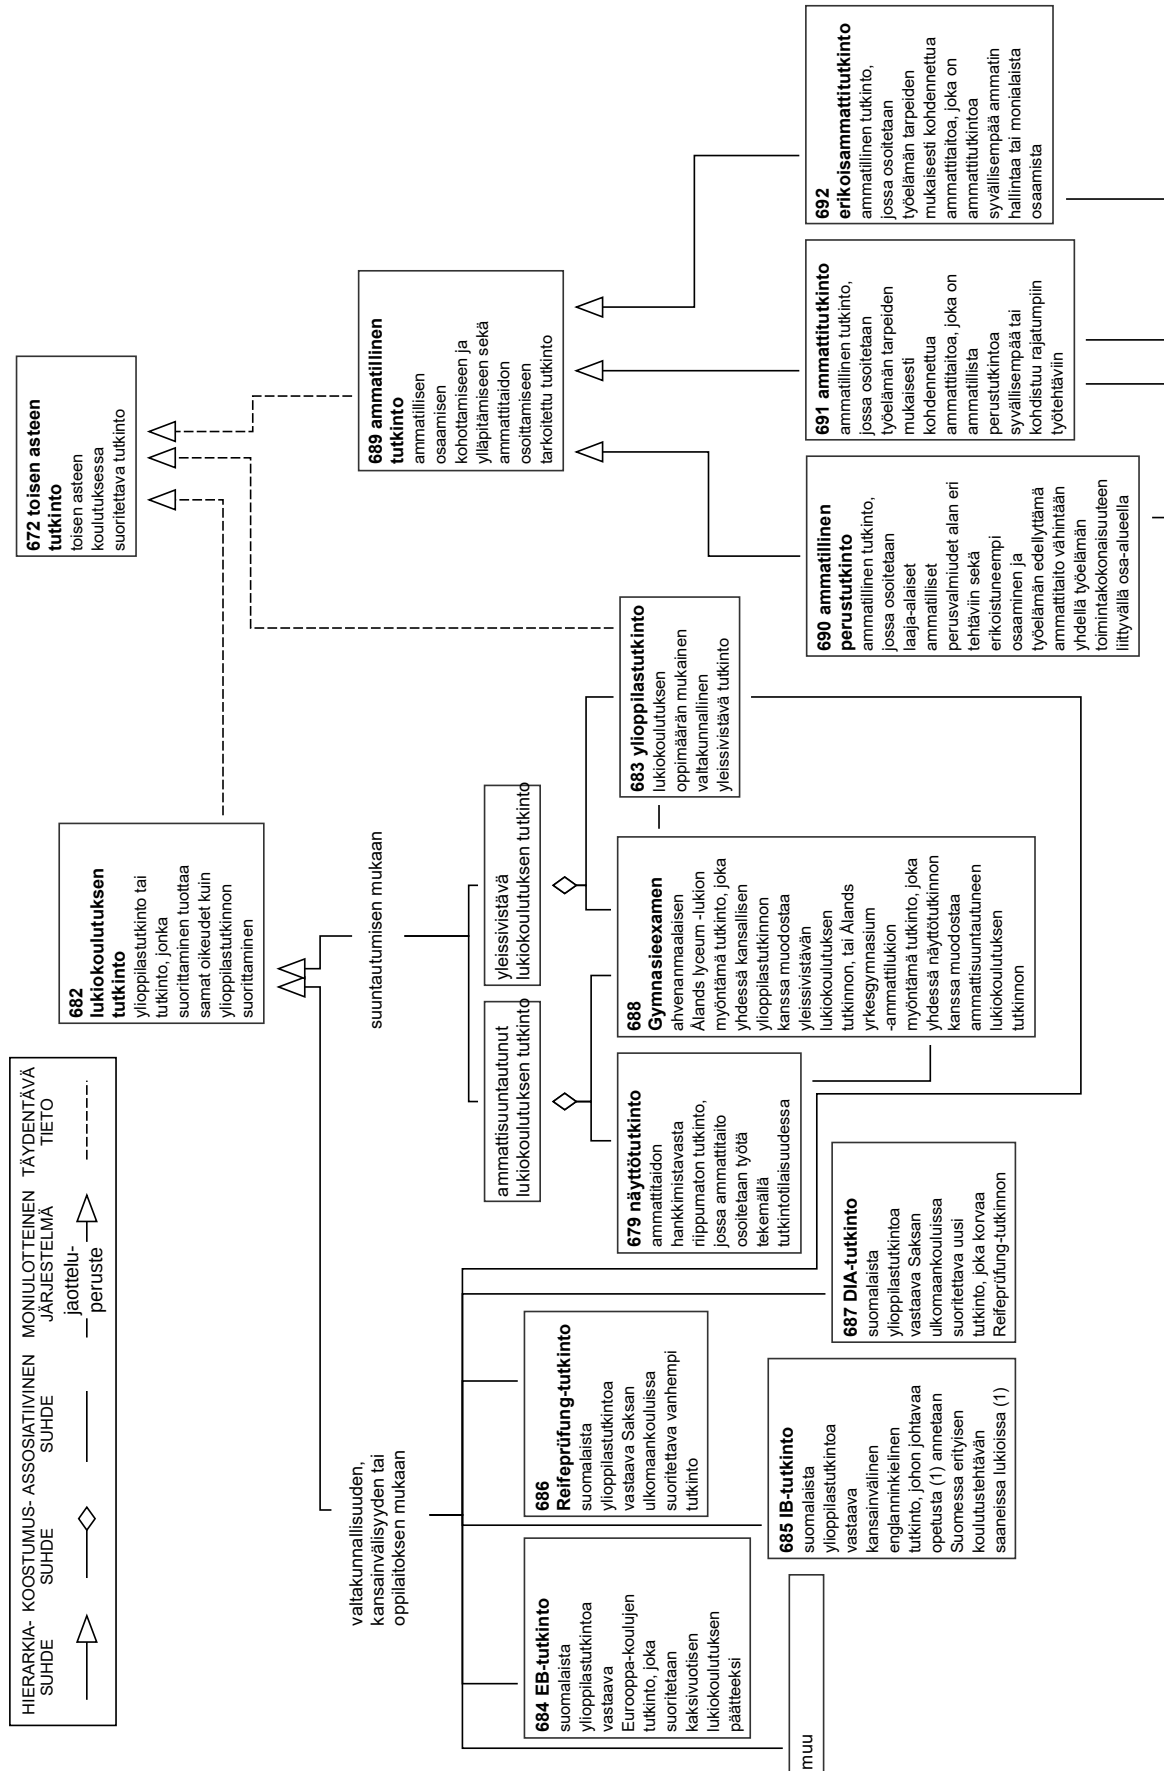 HIERARKIA- KOOSTUMUS- ASSOSIATIIVINEN MONIULOTTEINEN TÄYDENTÄVÄ
SUHDE SUHDE SUHDE JÄRJESTELMÄ TIETO
jaottelu-
peruste
672 toisen asteen
tutkinto
toisen asteen
koulutuksessa
suoritettava tutkinto
682
lukiokoulutuksen
tutkinto
ylioppilastutkinto tai
tutkinto, jonka
suorittaminen tuottaa
samat oikeudet kuin
ylioppilastutkinnon
suorittaminen
689 ammatillinen
tutkinto
ammatillisen
osaamisen
kohottamiseen ja
ylläpitämiseen sekä
ammattitaidon
osoittamiseen
tarkoitettu tutkinto
valtakunnallisuuden,
kansainvälisyyden tai
oppilaitoksen mukaan
suuntautumisen mukaan
ammattisuuntautunut
lukiokoulutuksen tutkinto
yleissivistävä
lukiokoulutuksen tutkinto
684 EB-tutkinto
suomalaista
ylioppilastutkintoa
vastaava
Eurooppa-koulujen
tutkinto, joka
suoritetaan
kaksivuotisen
lukiokoulutuksen
päätteeksi
686
Reifeprüfung-tutkinto
suomalaista
ylioppilastutkintoa
vastaava Saksan
ulkomaankouluissa
suoritettava vanhempi
tutkinto
679 näyttötutkinto
ammattitaidon
hankkimistavasta
riippumaton tutkinto,
jossa ammattitaito
osoitetaan työtä
tekemällä
tutkintotilaisuudessa
688
Gymnasieexamen
ahvenanmaalaisen
Ålands lyceum -lukion
myöntämä tutkinto, joka
yhdessä kansallisen
ylioppilastutkinnon
kanssa muodostaa
yleissivistävän
lukiokoulutuksen
tutkinnon, tai Ålands
yrkesgymnasium
-ammattilukion
myöntämä tutkinto, joka
yhdessä näyttötutkinnon
kanssa muodostaa
ammattisuuntautuneen
lukiokoulutuksen
tutkinnon
683 ylioppilastutkinto
lukiokoulutuksen
oppimäärän mukainen
valtakunnallinen
yleissivistävä tutkinto
muu
685 IB-tutkinto
suomalaista
ylioppilastutkintoa
vastaava
kansainvälinen
englanninkielinen
tutkinto, johon johtavaa
opetusta (1) annetaan
Suomessa erityisen
koulutustehtävän
saaneissa lukioissa (1)
687 DIA-tutkinto
suomalaista
ylioppilastutkintoa
vastaava Saksan
ulkomaankouluissa
suoritettava uusi
tutkinto, joka korvaa
Reifeprüfung-tutkinnon
690 ammatillinen
perustutkinto
ammatillinen tutkinto,
jossa osoitetaan
laaja-alaiset
ammatilliset
perusvalmiudet alan eri
tehtäviin sekä
erikoistuneempi
osaaminen ja
työelämän edellyttämä
ammattitaito vähintään
yhdellä työelämän
toimintakokonaisuuteen
liittyvällä osa-alueella
691 ammattitutkinto
ammatillinen tutkinto,
jossa osoitetaan
työelämän tarpeiden
mukaisesti
kohdennettua
ammattitaitoa, joka on
ammatillista
perustutkintoa
syvällisempää tai
kohdistuu rajatumpiin
työtehtäviin
692
erikoisammattitutkinto
ammatillinen tutkinto,
jossa osoitetaan
työelämän tarpeiden
mukaisesti kohdennettua
ammattitaitoa, joka on
ammattitutkintoa
syvällisempää ammatin
hallintaa tai monialaista
osaamista